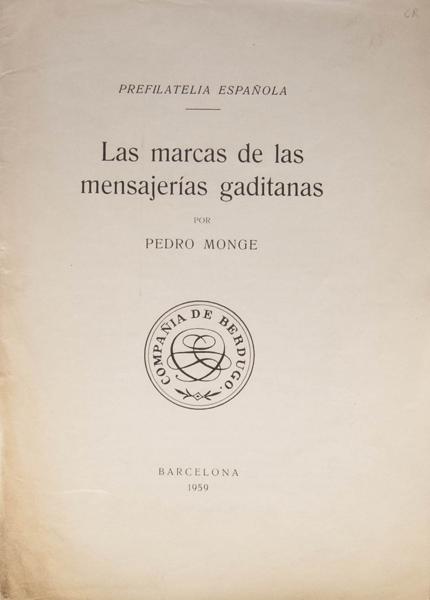 PREFILATELIA ESPAÑOLA
Las marcas de las
mensajerías gaditanas
POR
PEDRO MONGE
COMPAÑIA DE BERDUGO.
BARCELONA
1959